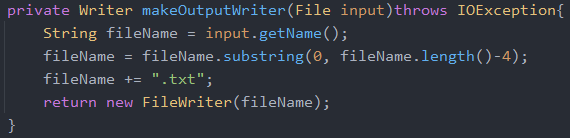 private Writer makeOutputWriter(File input)throws IOException{
    String fileName = input.getName();
    fileName = fileName.substring(0, fileName.length()-4);
    fileName += ".txt";
    return new FileWriter(fileName);
}